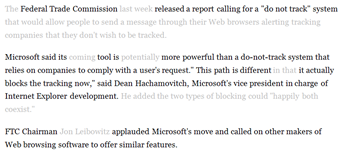 The Federal Trade Commission last week released a report calling for a "do not track" system
that would allow people to send a message through their Web browsers alerting tracking
companies that they don't wish to be tracked.
Microsoft said its coming tool is potentially more powerful than a do-not-track system that
relies on companies to comply with a user's request." This path is different in that it actually
blocks the tracking now," said Dean Hachamovitch, Microsoft's vice president in charge of
Internet Explorer development. He added the two types of blocking could "happily both
coexist."
FTC Chairman Jon Leibowitz applauded Microsoft's move and called on other makers of
Web browsing software to offer similar features.